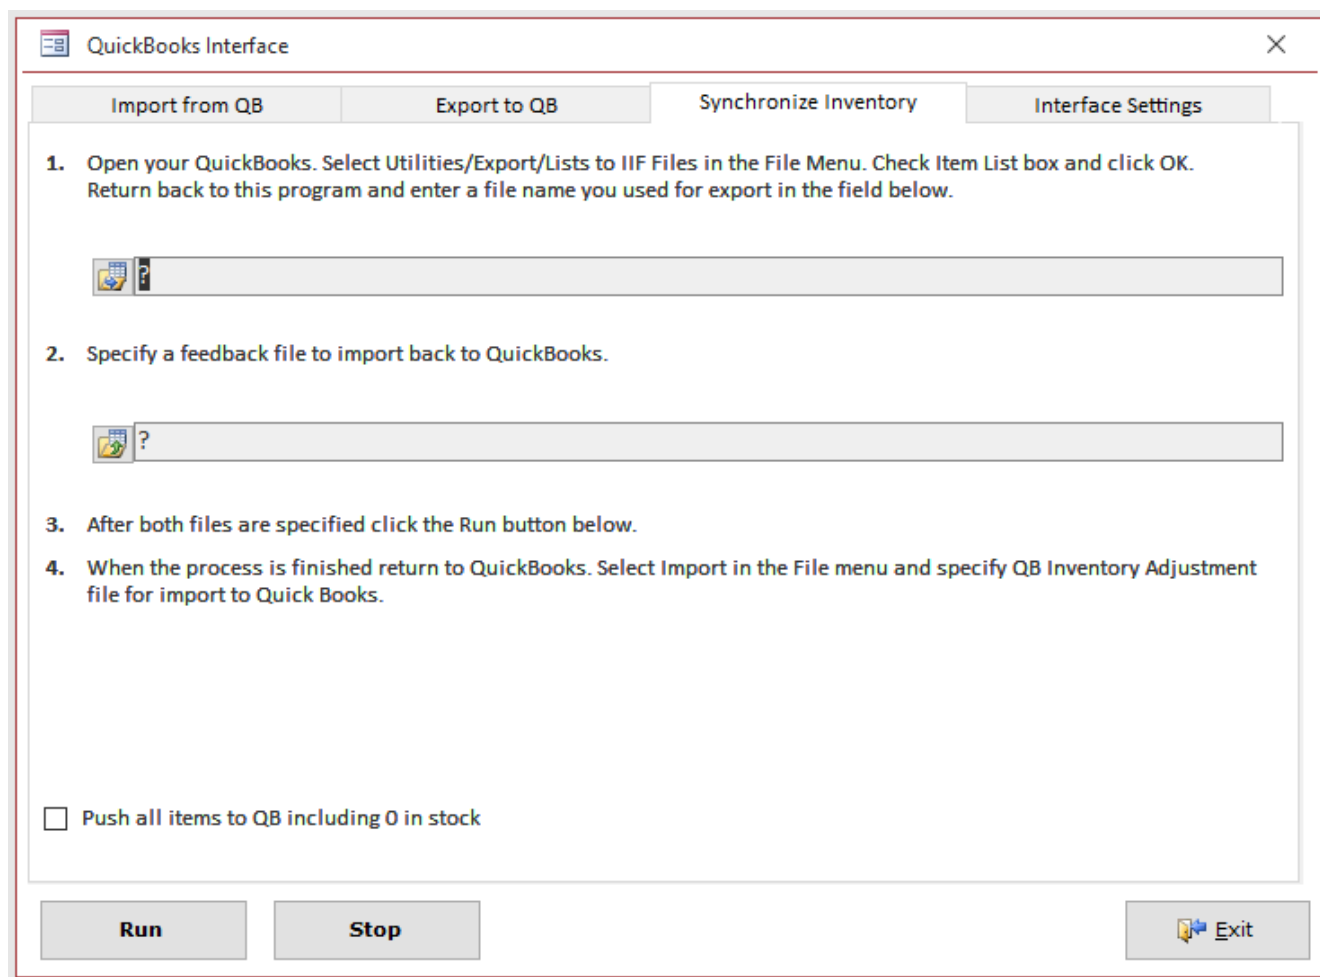 QuickBooks Interface
Import from QB
Export to QB
Synchronize Inventory
Interface Settings
1. Open your QuickBooks. Select Utilities/Export/Lists to IIF Files in the File Menu. Check Item List box and click OK.
Return back to this program and enter a file name you used for export in the field below.
?
2. Specify a feedback file to import back to QuickBooks.
?
3. After both files are specified click the Run button below.
4. When the process is finished return to QuickBooks. Select Import in the File menu and specify QB Inventory Adjustment
file for import to Quick Books.
Push all items to QB including 0 in stock
Run
Stop
Exit